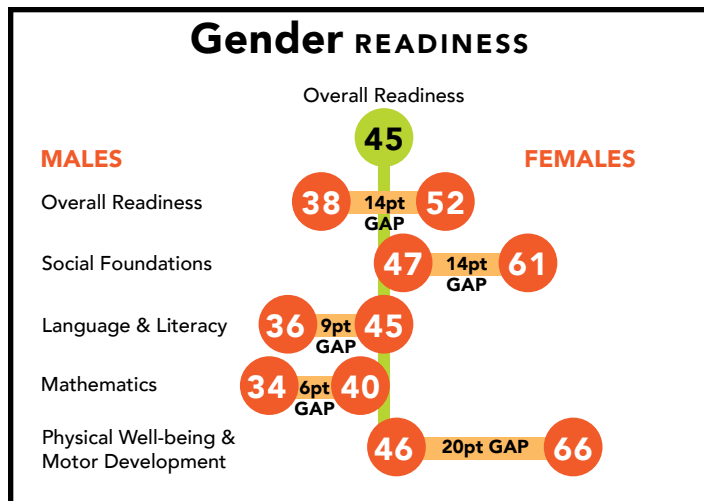 Gender READINESS
Overall Readiness
45
MALES
FEMALES
Overall Readiness
38
14pt
GAP
52
Social Foundations
47
14pt
GAP
61
Language & Literacy
36
9pt
GAP
45
Mathematics
34
6pt
GAP
40
Physical Well-being &
Motor Development
46
20pt GAP
66